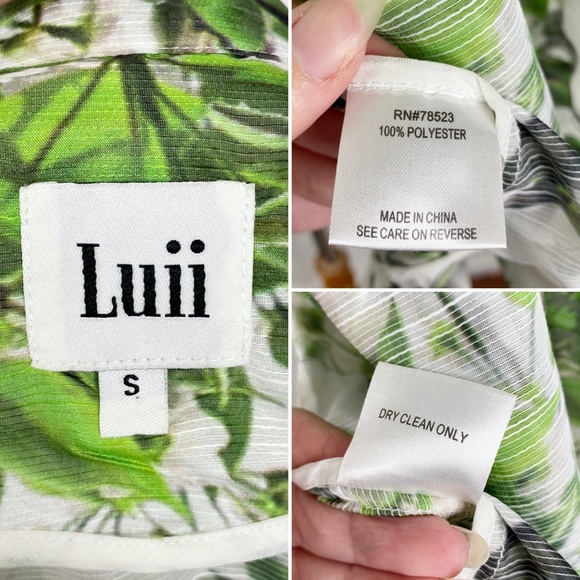 Luii
S
RN#78523
100% POLYESTER
MADE IN CHINA
SEE CARE ON REVERSE
DRY CLEAN ONLY